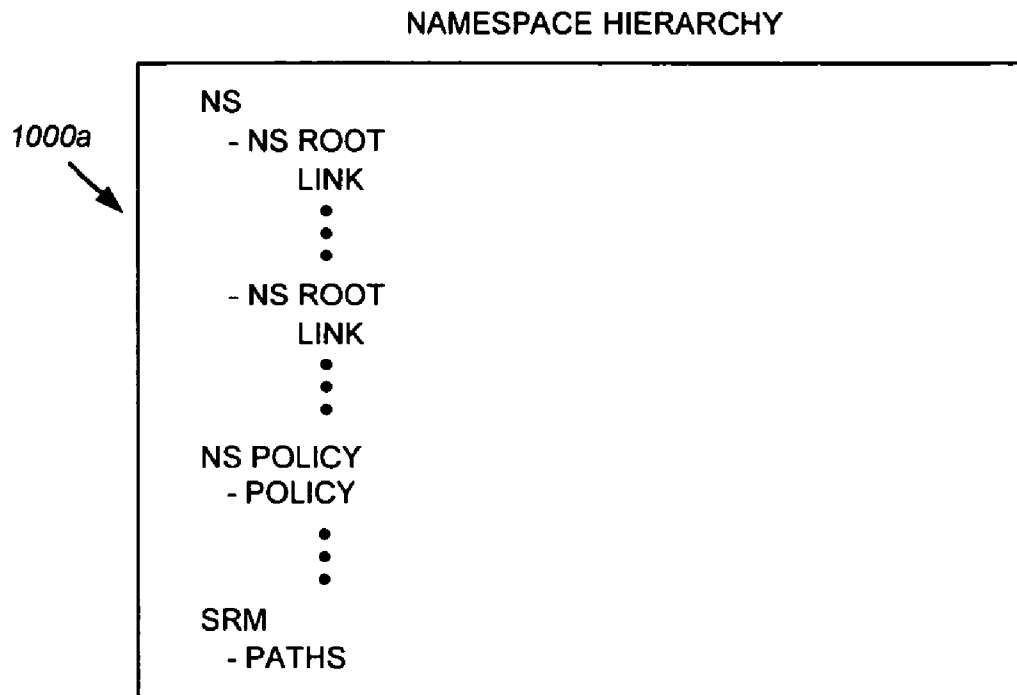 NAMESPACE HIERARCHY
1000a
NS
- NS ROOT
LINK
- NS ROOT
LINK
NS POLICY
- POLICY
SRM
- PATHS